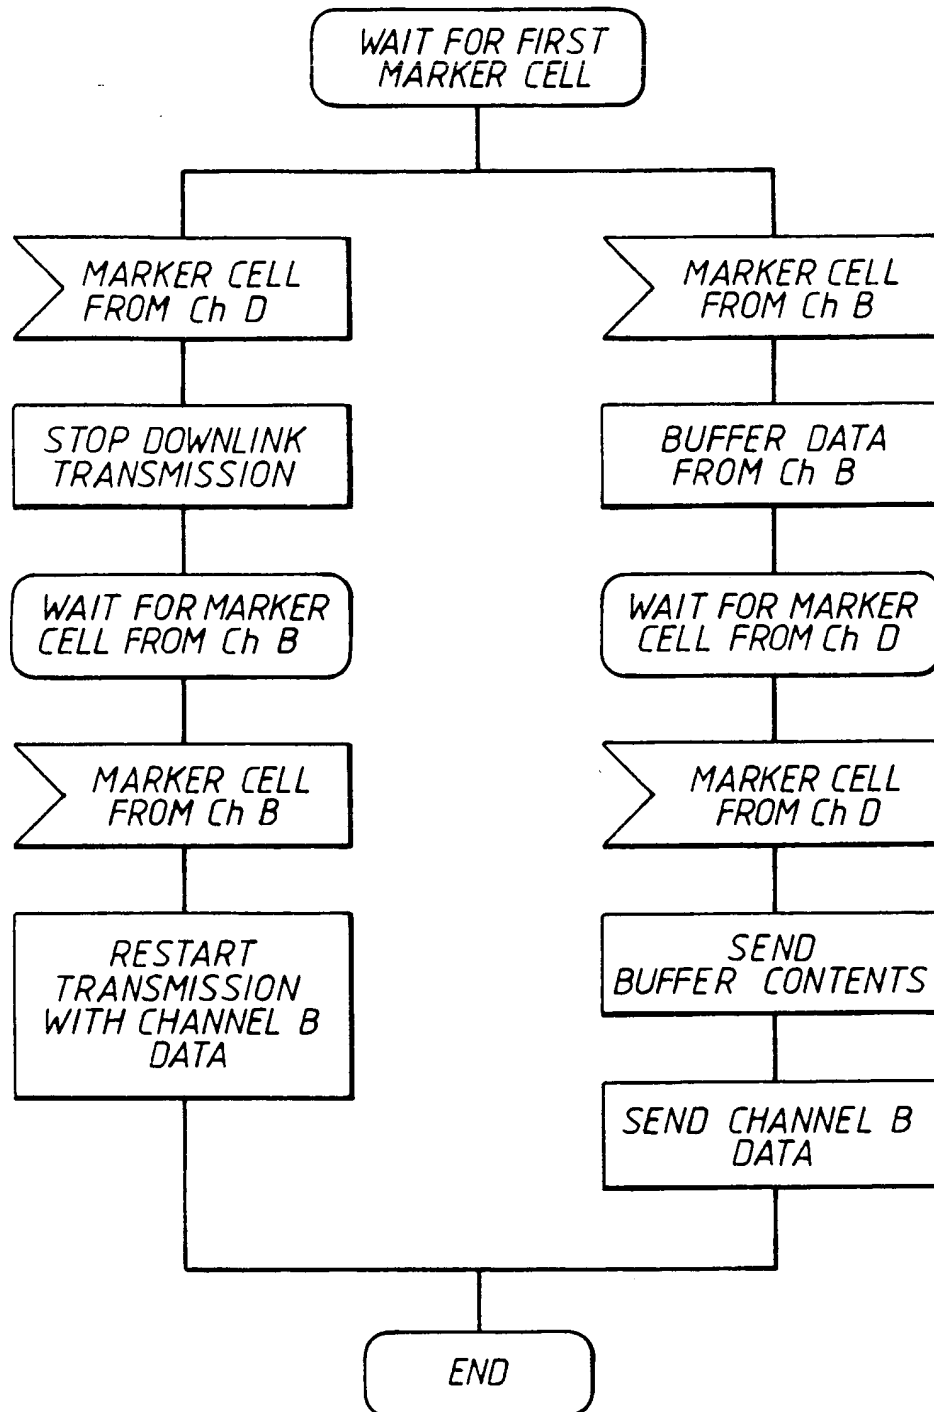 WAIT FOR FIRST
MARKER CELL
MARKER CELL
FROM Ch D
STOP DOWNLINK
TRANSMISSION
WAIT FOR MARKER
CELL FROM Ch B
MARKER CELL
FROM Ch B
RESTART
TRANSMISSION
WITH CHANNEL B
DATA
MARKER CELL
FROM Ch B
BUFFER DATA
FROM Ch B
WAIT FOR MARKER
CELL FROM Ch D
MARKER CELL
FROM Ch D
SEND
BUFFER CONTENTS
SEND CHANNEL B
DATA
END